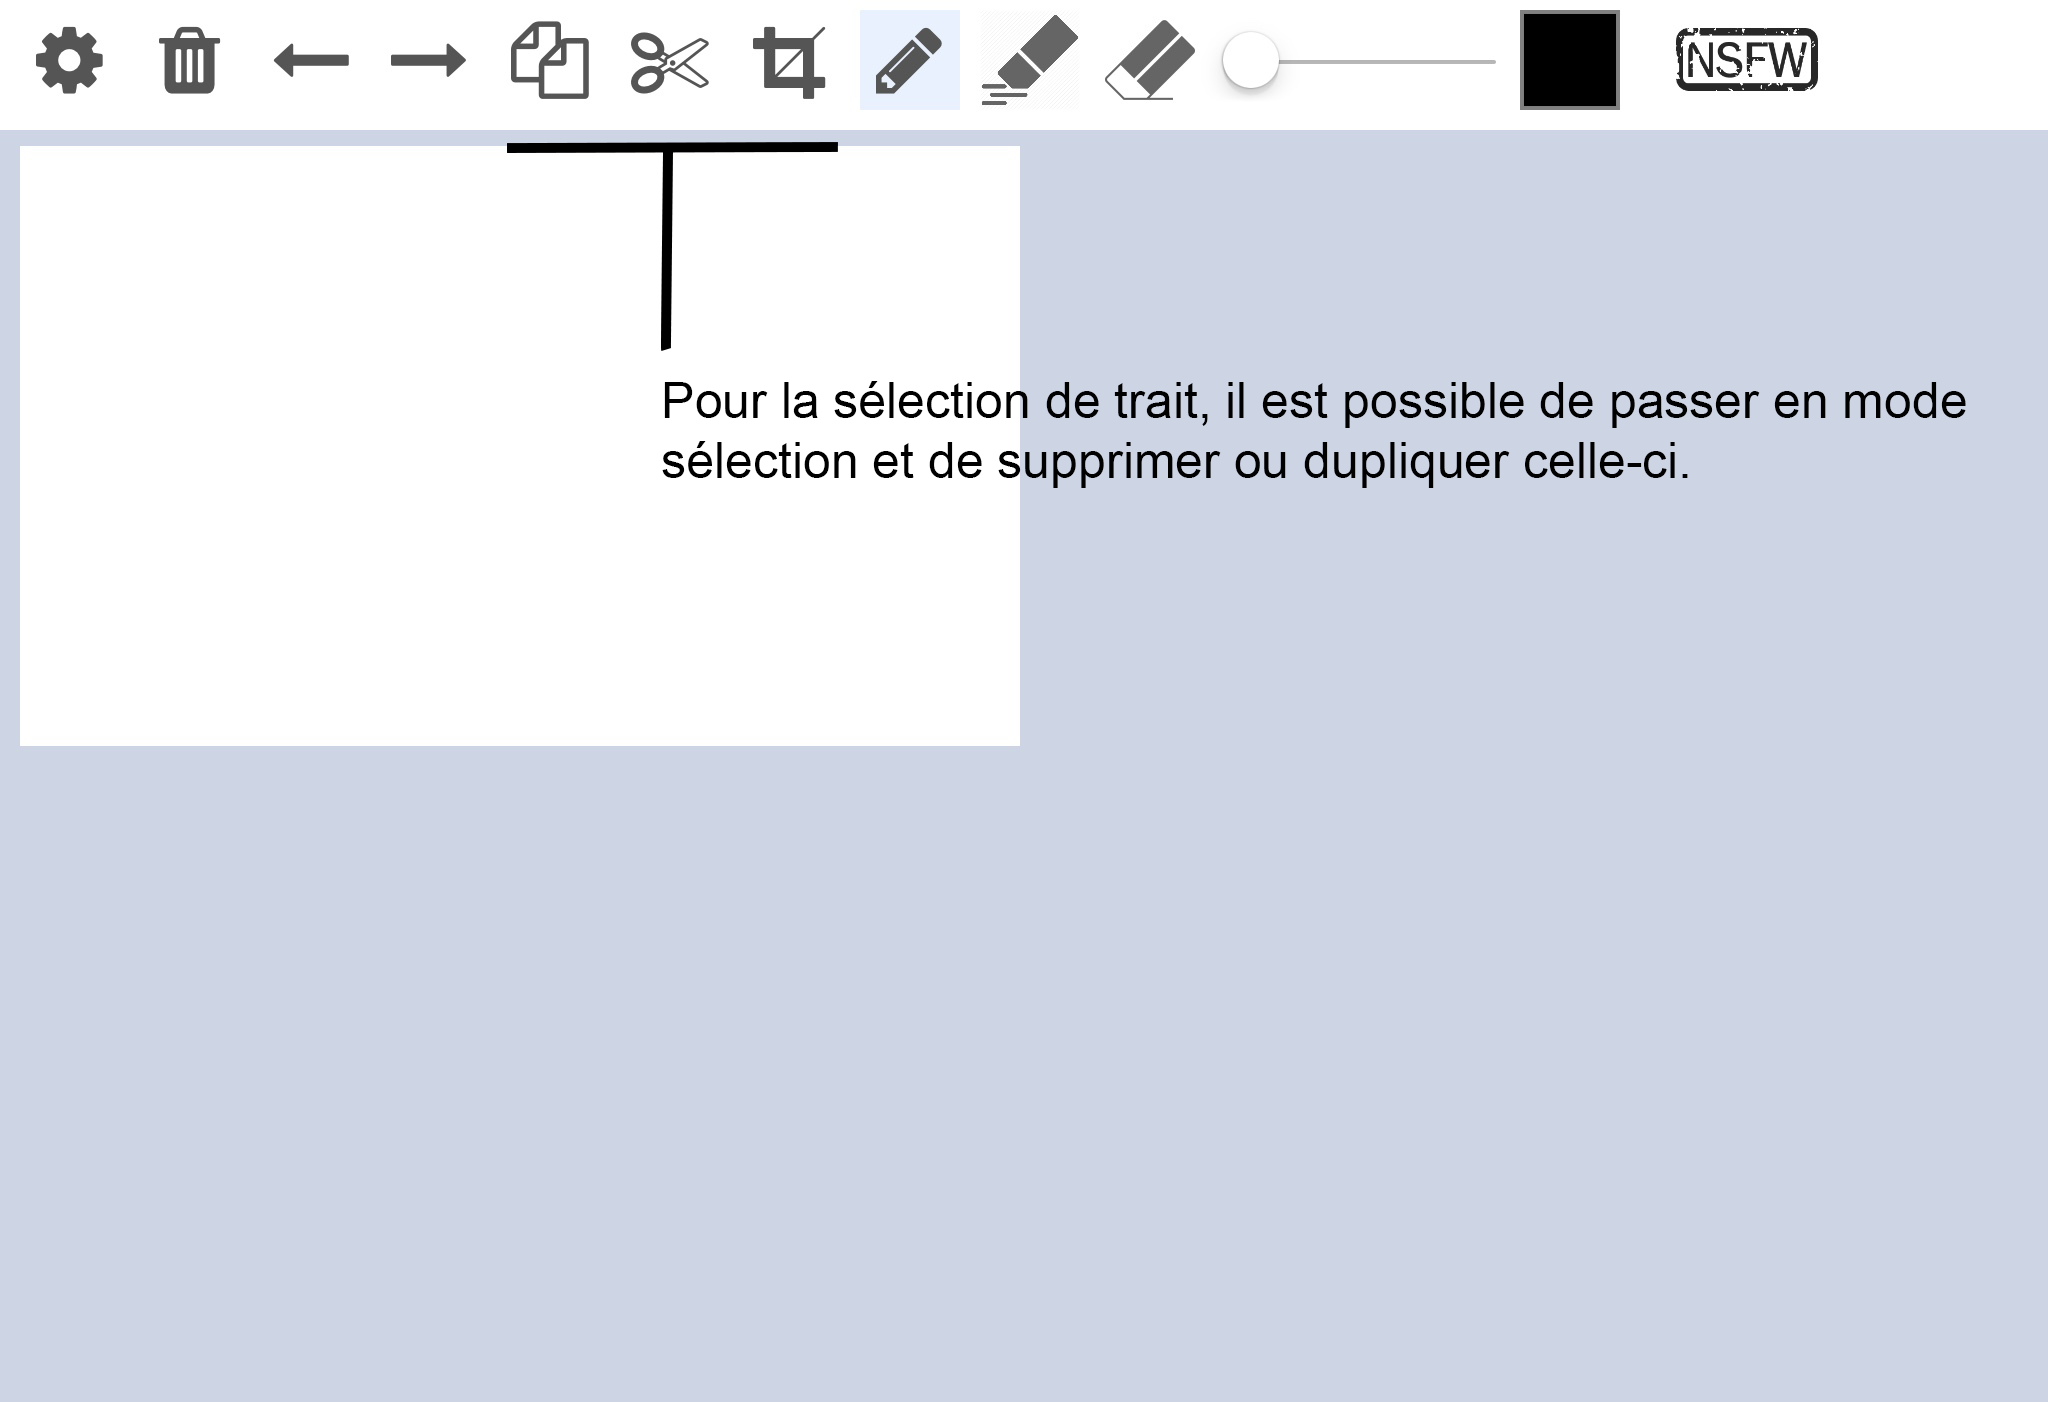 NSFW
Pour la sélection de trait, il est possible de passer en mode
sélection et de supprimer ou dupliquer celle-ci.